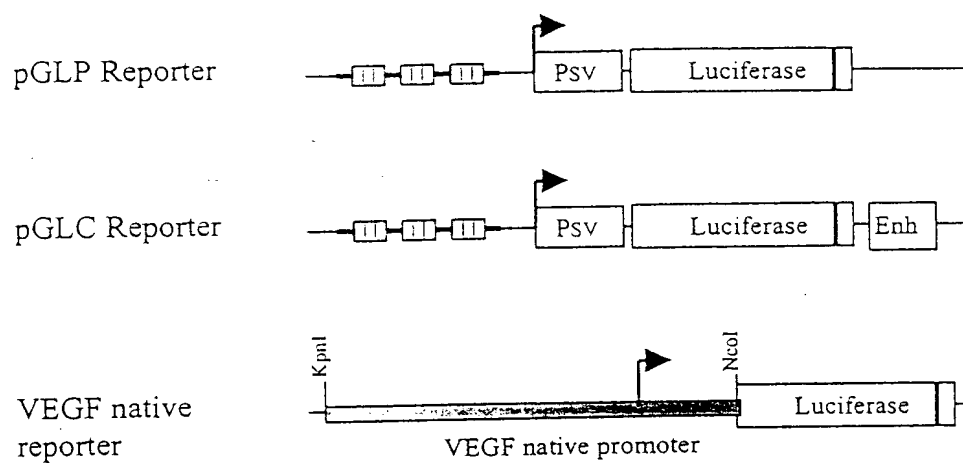 pGLP Reporter
PSV
Luciferase
pGLC Reporter
PSV
Luciferase
Enh
KpnI
NcoI
VEGF native
reporter
Luciferase
VEGF native promoter